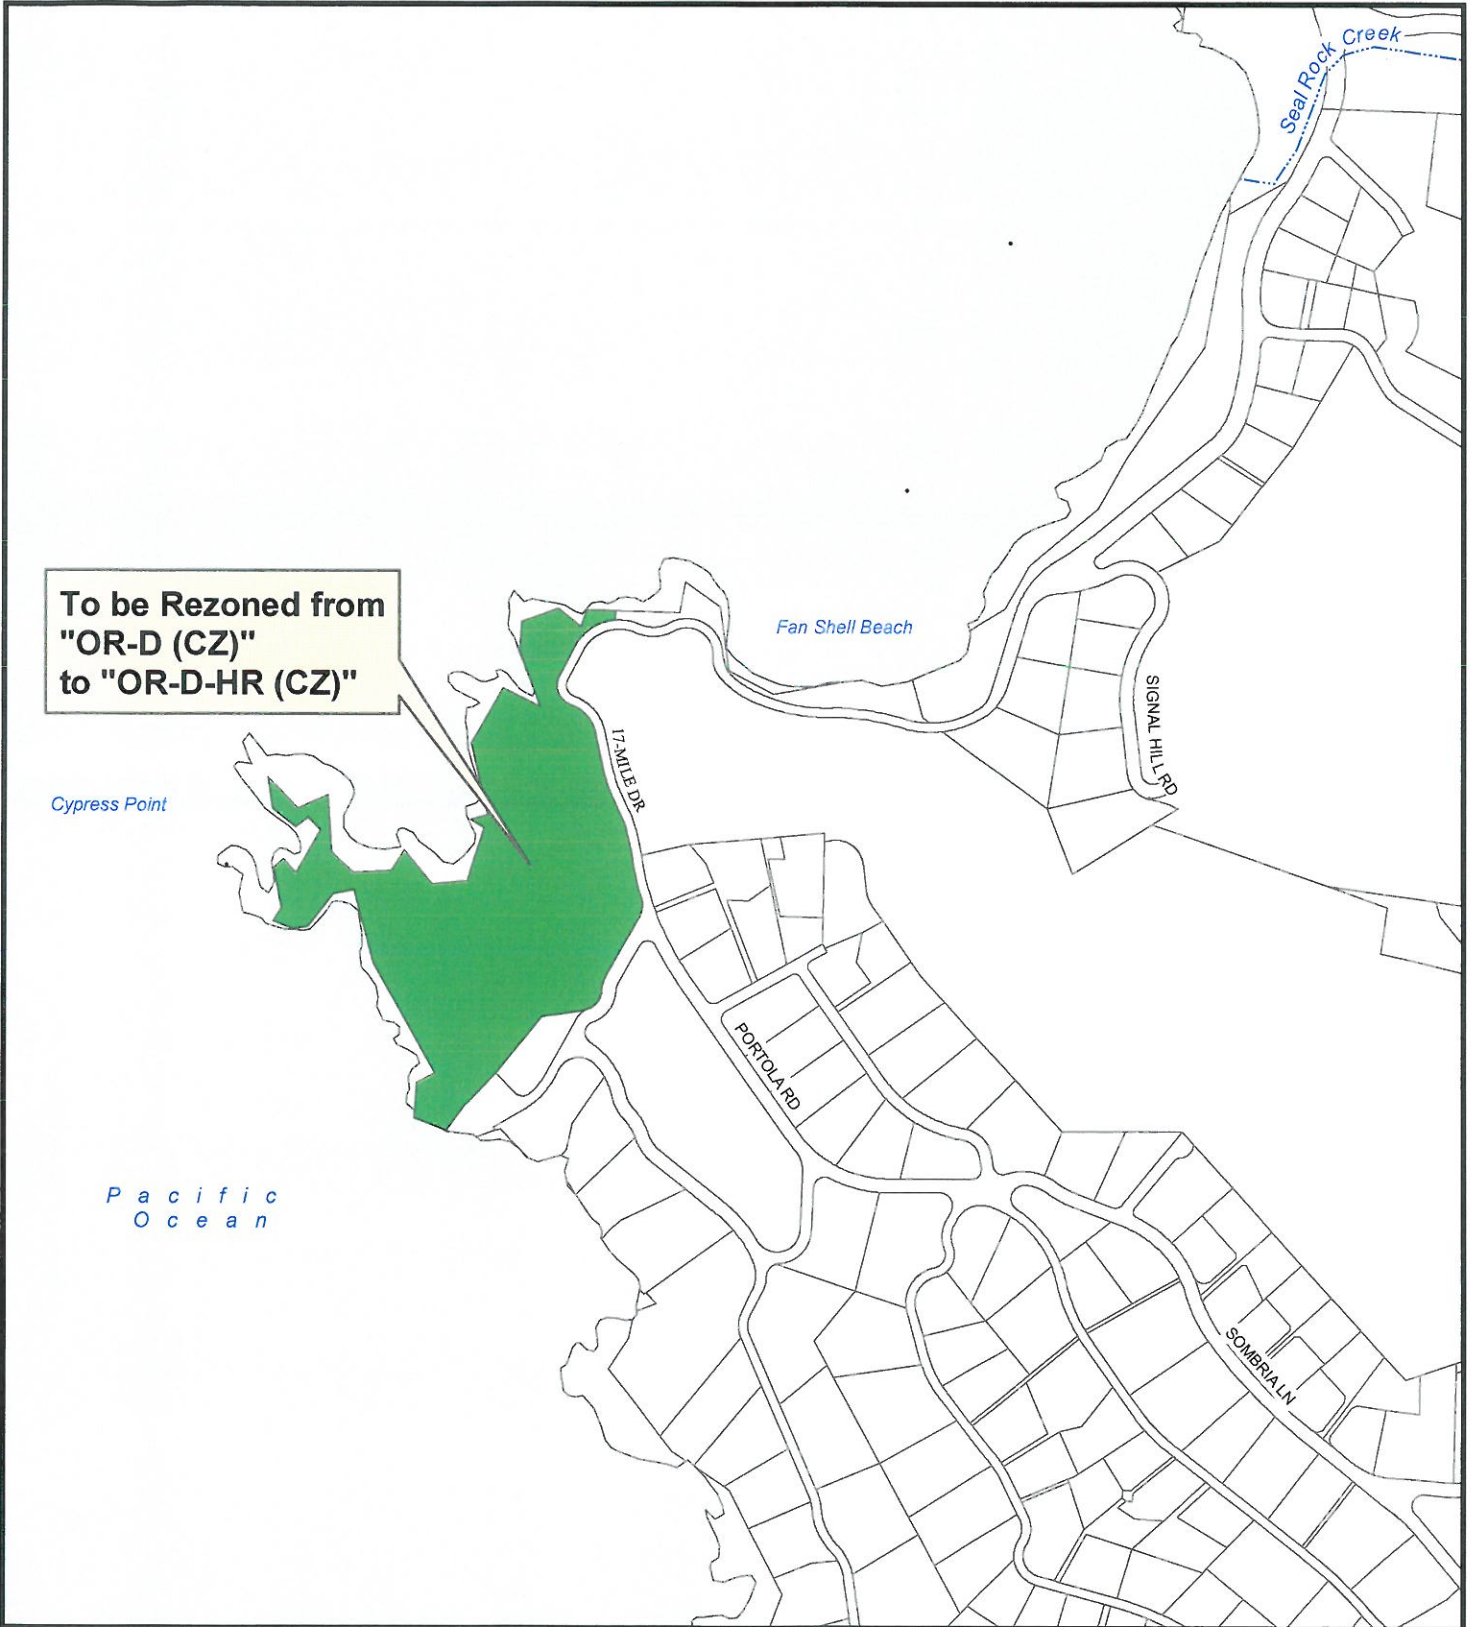 Seal Rock Creek
To be Rezoned from
"OR-D (CZ)"
to "OR-D-HR (CZ)"
Fan Shell Beach
SIGNAL HILL RD
17-MILE DR
Cypress Point
PORTOLA RD
Pacific
Ocean
SOMBRIA LN